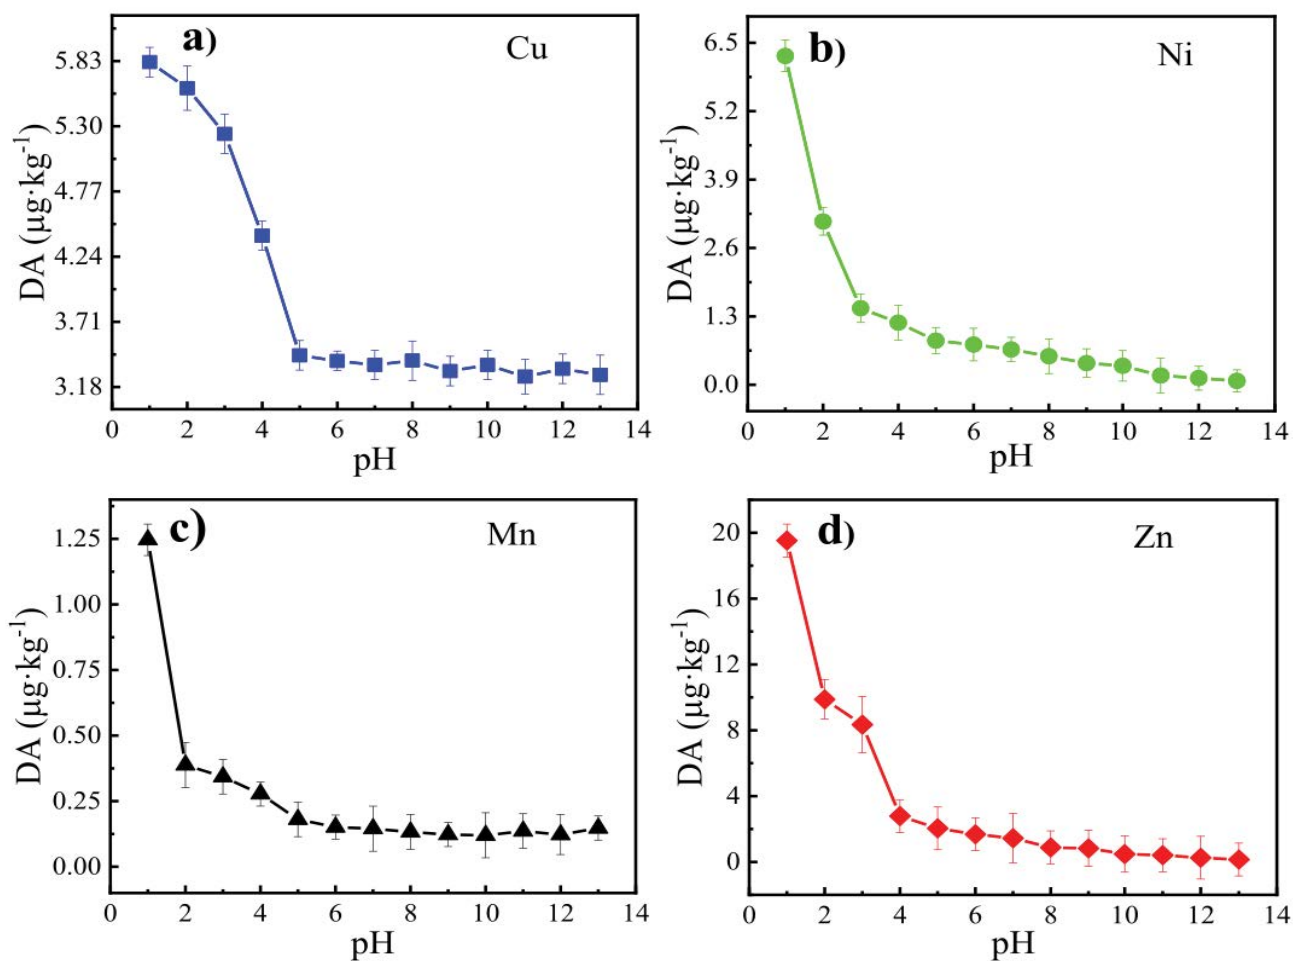 a)
Cu
DA (μg·kg-1)
5.83
5.30
4.77
4.24
3.71
3.18
0 2 4 6 8 10 12 14
pH
b)
Ni
DA (μg·kg-1)
6.5
5.2
3.9
2.6
1.3
0.0
0 2 4 6 8 10 12 14
pH
c)
Mn
DA (μg·kg-1)
1.25
1.00
0.75
0.50
0.25
0.00
0 2 4 6 8 10 12 14
pH
d)
Zn
DA (μg·kg-1)
20
16
12
8
4
0
0 2 4 6 8 10 12 14
pH